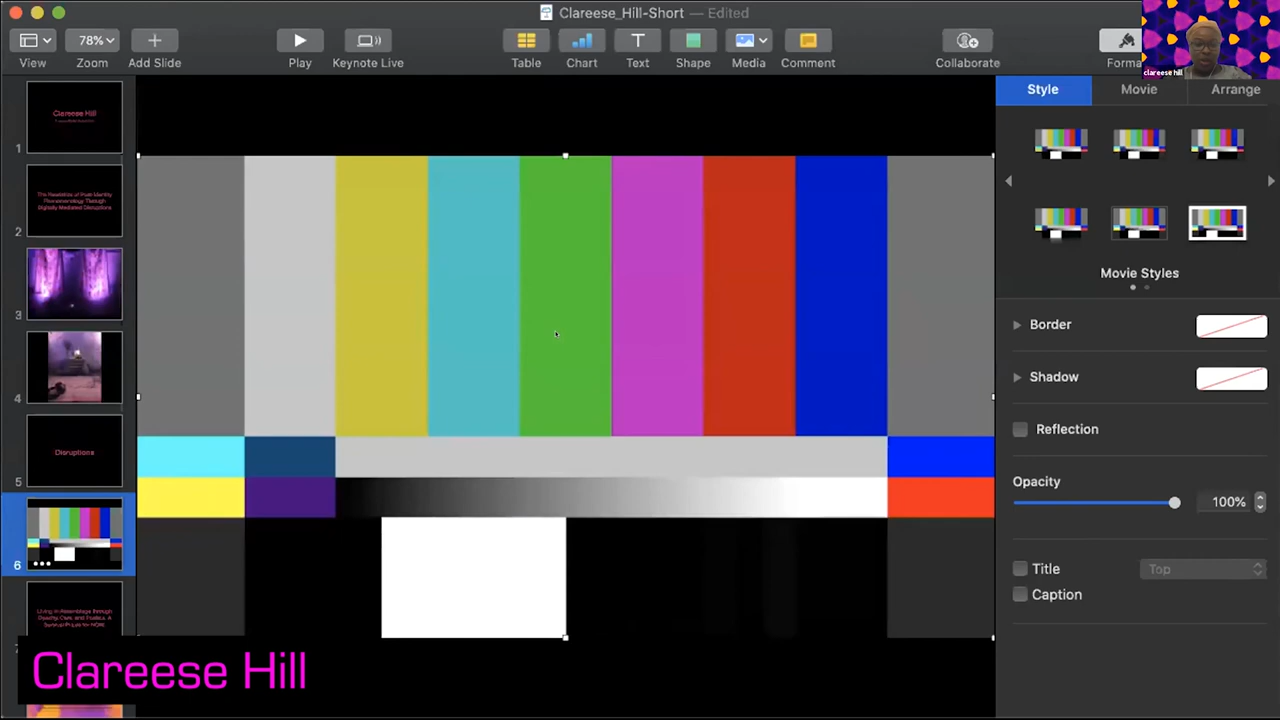 Clareese_Hill-Short — Edited
78%
View
Zoom
Add Slide
Play
Keynote Live
Table
Chart
Text
Shape
Media
Comment
Collaborate
Forma
clareese hill
Style
Movie
Arrange
Movie Styles
Border
Shadow
Reflection
Opacity
100%
Title
Top
Caption
Clareese Hill
1
2
3
4
Disruptions
5
6
Clareese Hill